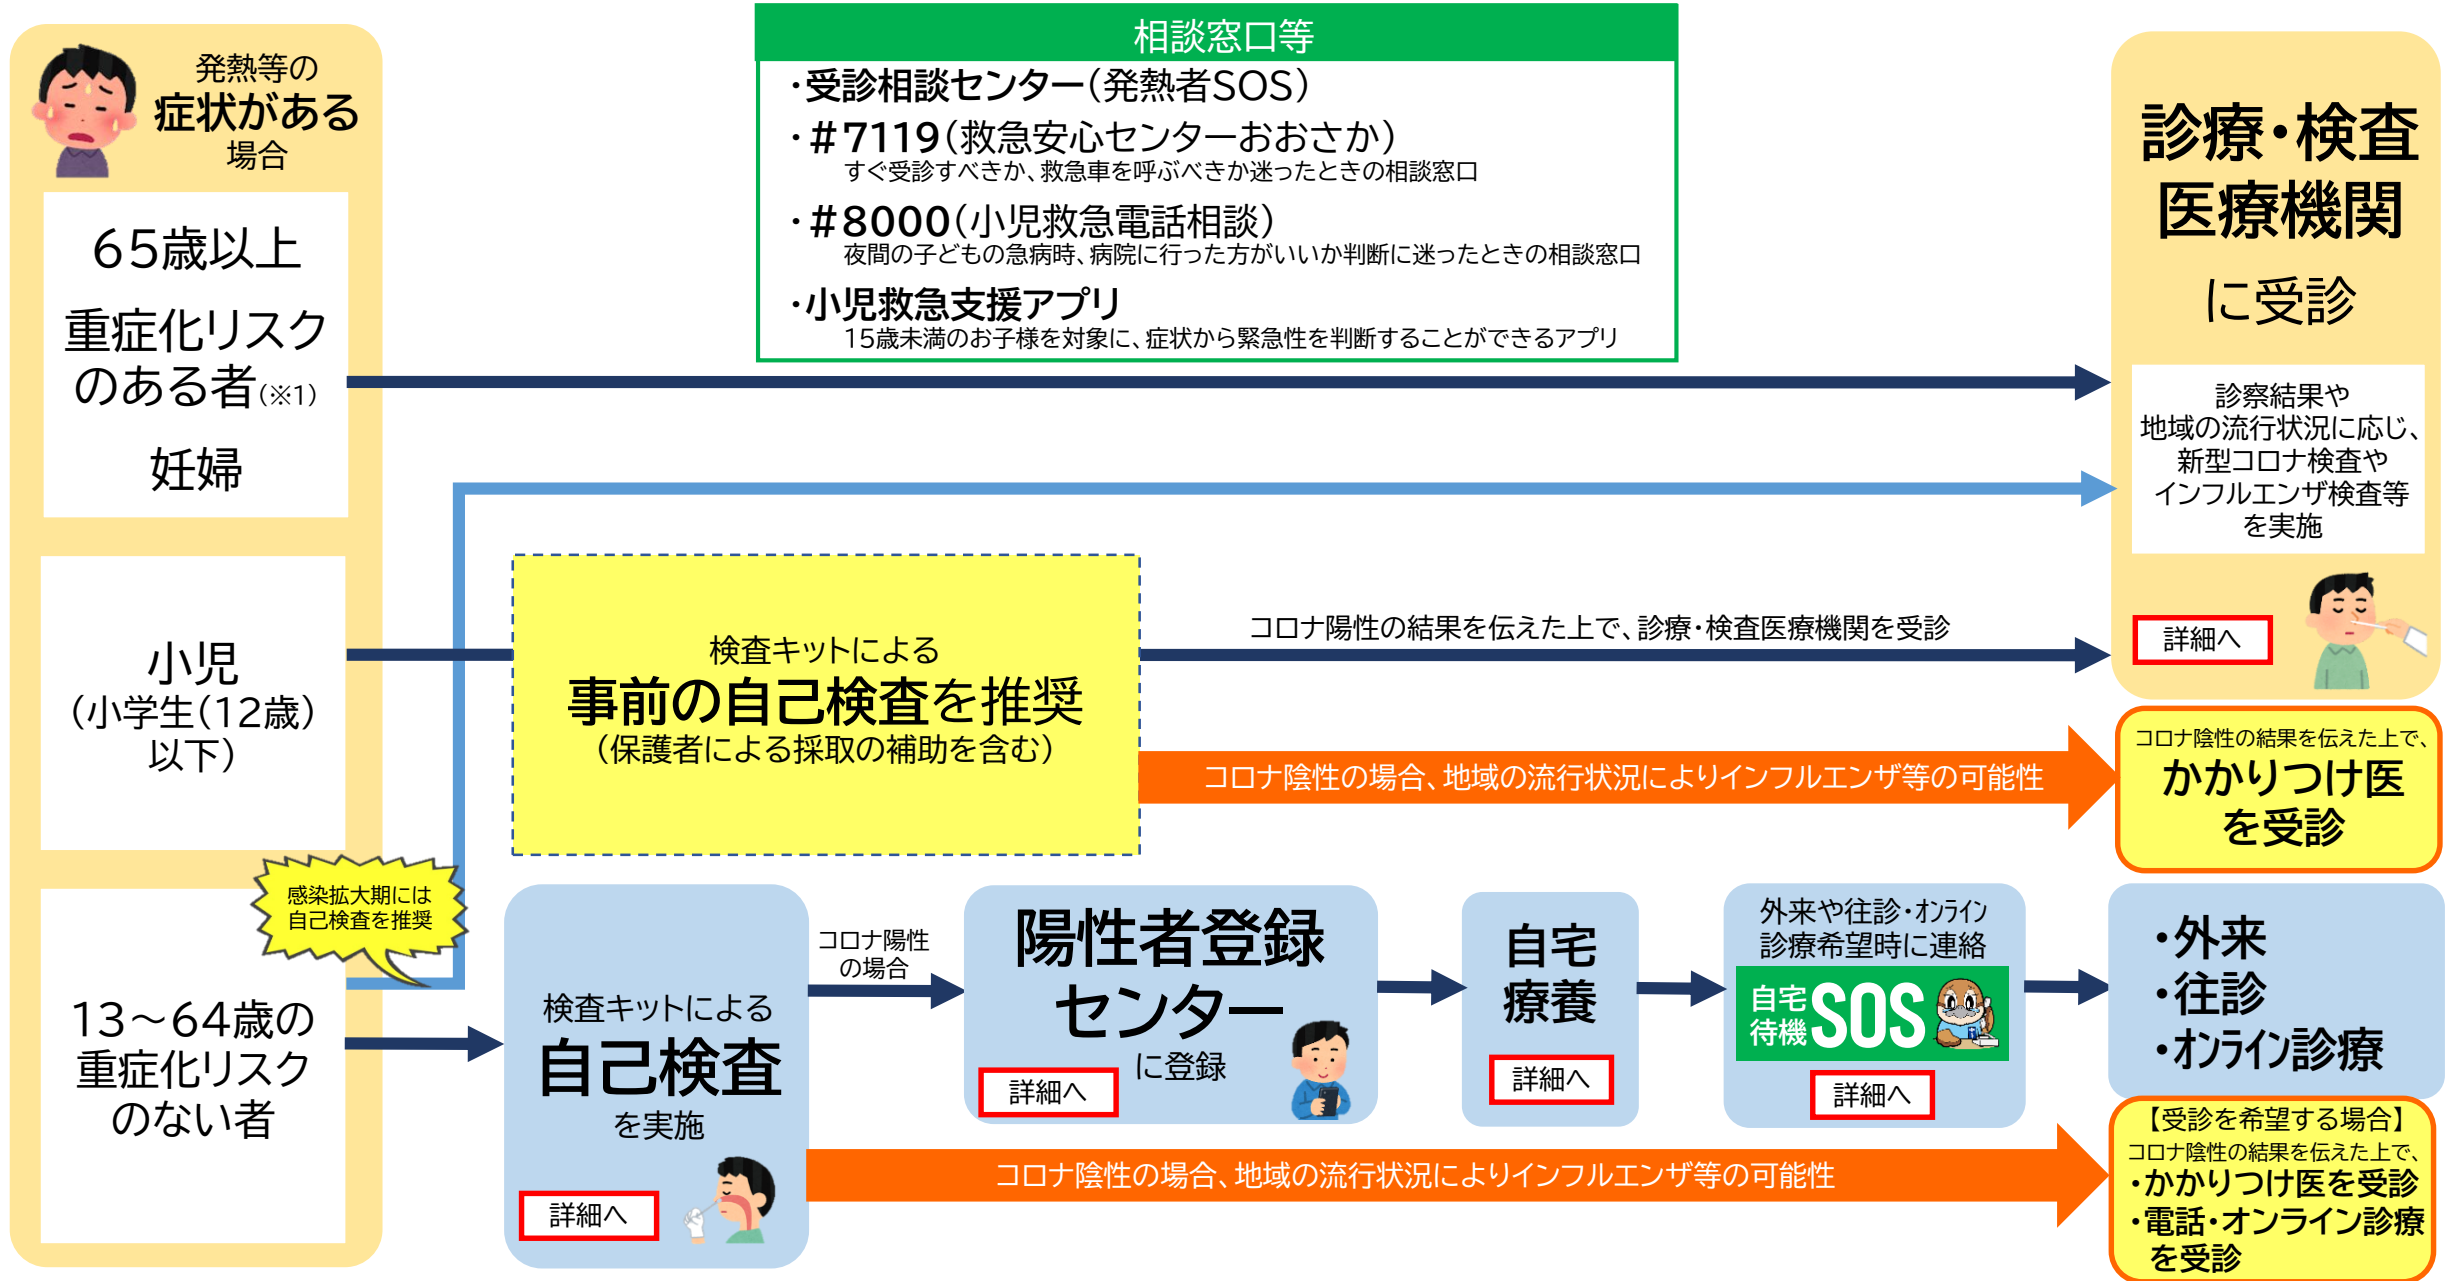 発熱等の
症状がある
場合
65歳以上
重症化リスク
のある者(※1)
妊婦
小児
(小学生(12歳)
以下)
感染拡大期には
自己検査を推奨
13～64歳の
重症化リスク
のない者
相談窓口等
・受診相談センター(発熱者SOS)
・#7119(救急安心センターおおさか)
すぐ受診すべきか、救急車を呼ぶべきか迷ったときの相談窓口
・#8000(小児救急電話相談)
夜間の子どもの急病時、病院に行った方がいいか判断に迷ったときの相談窓口
・小児救急支援アプリ
15歳未満のお子様を対象に、症状から緊急性を判断することができるアプリ
診療・検査
医療機関
に受診
診察結果や
地域の流行状況に応じ、
新型コロナ検査や
インフルエンザ検査等
を実施
詳細へ
検査キットによる
事前の自己検査を推奨
(保護者による採取の補助を含む)
コロナ陽性の結果を伝えた上で、診療・検査医療機関を受診
コロナ陰性の場合、地域の流行状況によりインフルエンザ等の可能性
コロナ陰性の結果を伝えた上で、
かかりつけ医
を受診
検査キットによる
自己検査
を実施
詳細へ
コロナ陽性
の場合
陽性者登録
センター
に登録
詳細へ
自宅
療養
詳細へ
外来や往診・オンライン
診療希望時に連絡
自宅
待機
SOS
詳細へ
・外来
・往診
・オンライン診療
コロナ陰性の場合、地域の流行状況によりインフルエンザ等の可能性
【受診を希望する場合】
コロナ陰性の結果を伝えた上で、
・かかりつけ医を受診
・電話・オンライン診療
を受診